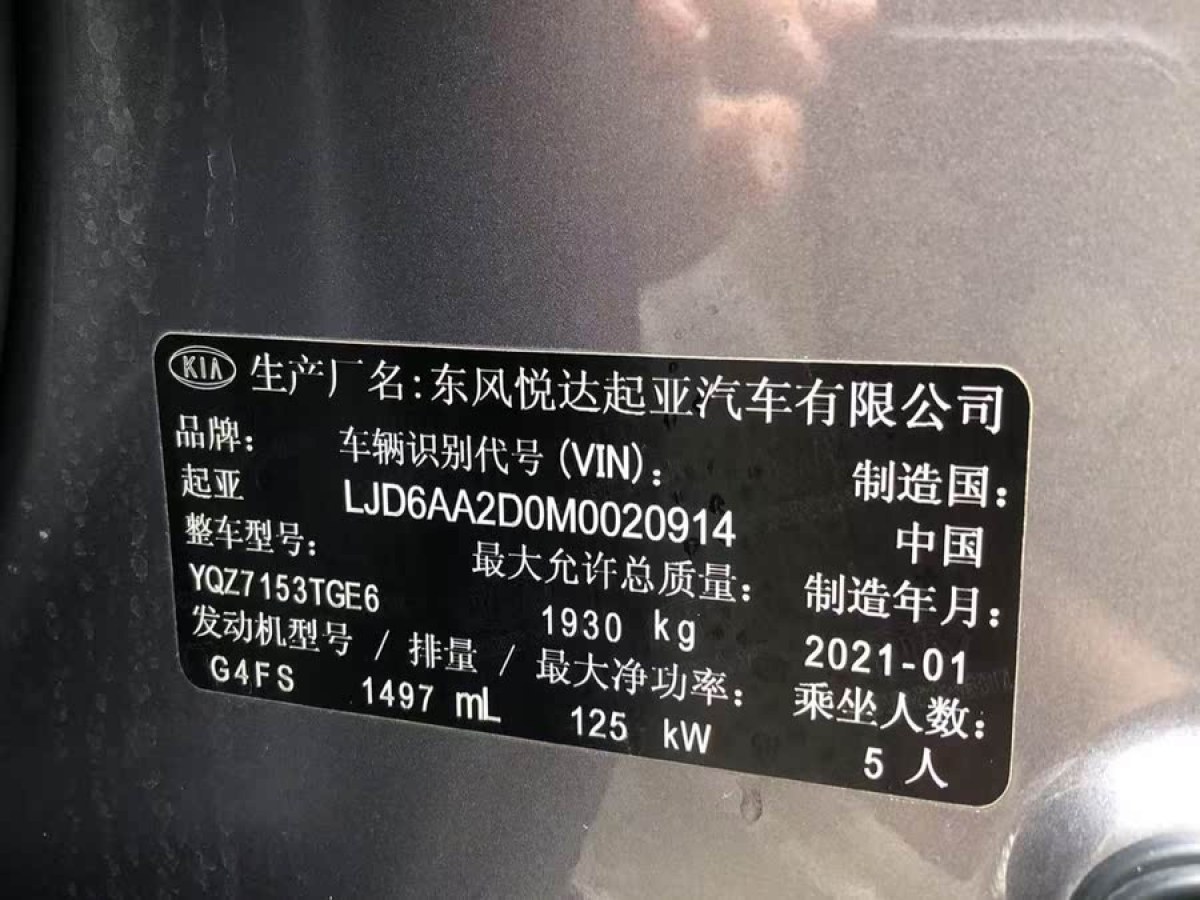 KIA 生产厂名:东风悦达起亚汽车有限公司
品牌: 车辆识别代号(VIN): 制造国:
起亚 LJD6AA2D0M0020914 中国
整车型号: 最大允许总质量: 制造年月:
YQZ7153TGE6 1930 kg 2021-01
发动机型号 / 排量 / 最大净功率: 乘坐人数:
G4FS 1497 mL 125 kW 5 人